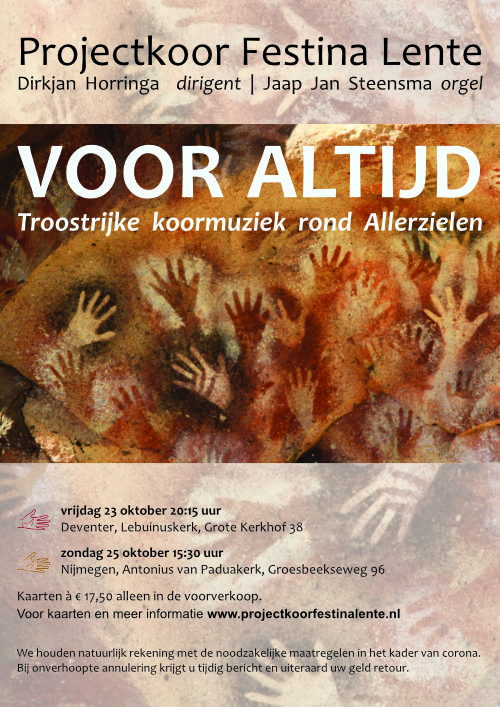 Projectkoor Festina Lente
Dirkjan Horringa dirigent | Jaap Jan Steensma orgel
VOOR ALTIJD
Troostrijke koormuziek rond Allerzielen
vrijdag 23 oktober 20:15 uur
Deventer, Lebuinuskerk, Grote Kerkhof 38
zondag 25 oktober 15:30 uur
Nijmegen, Antonius van Paduakerk, Groesbeekseweg 96
Kaarten à € 17,50 alleen in de voorverkoop.
Voor kaarten en meer informatie www.projectkoorfestinalente.nl
We houden natuurlijk rekening met de noodzakelijke maatregelen in het kader van corona.
Bij onverhoopte annulering krijgt u tijdig bericht en uiteraard uw geld retour.